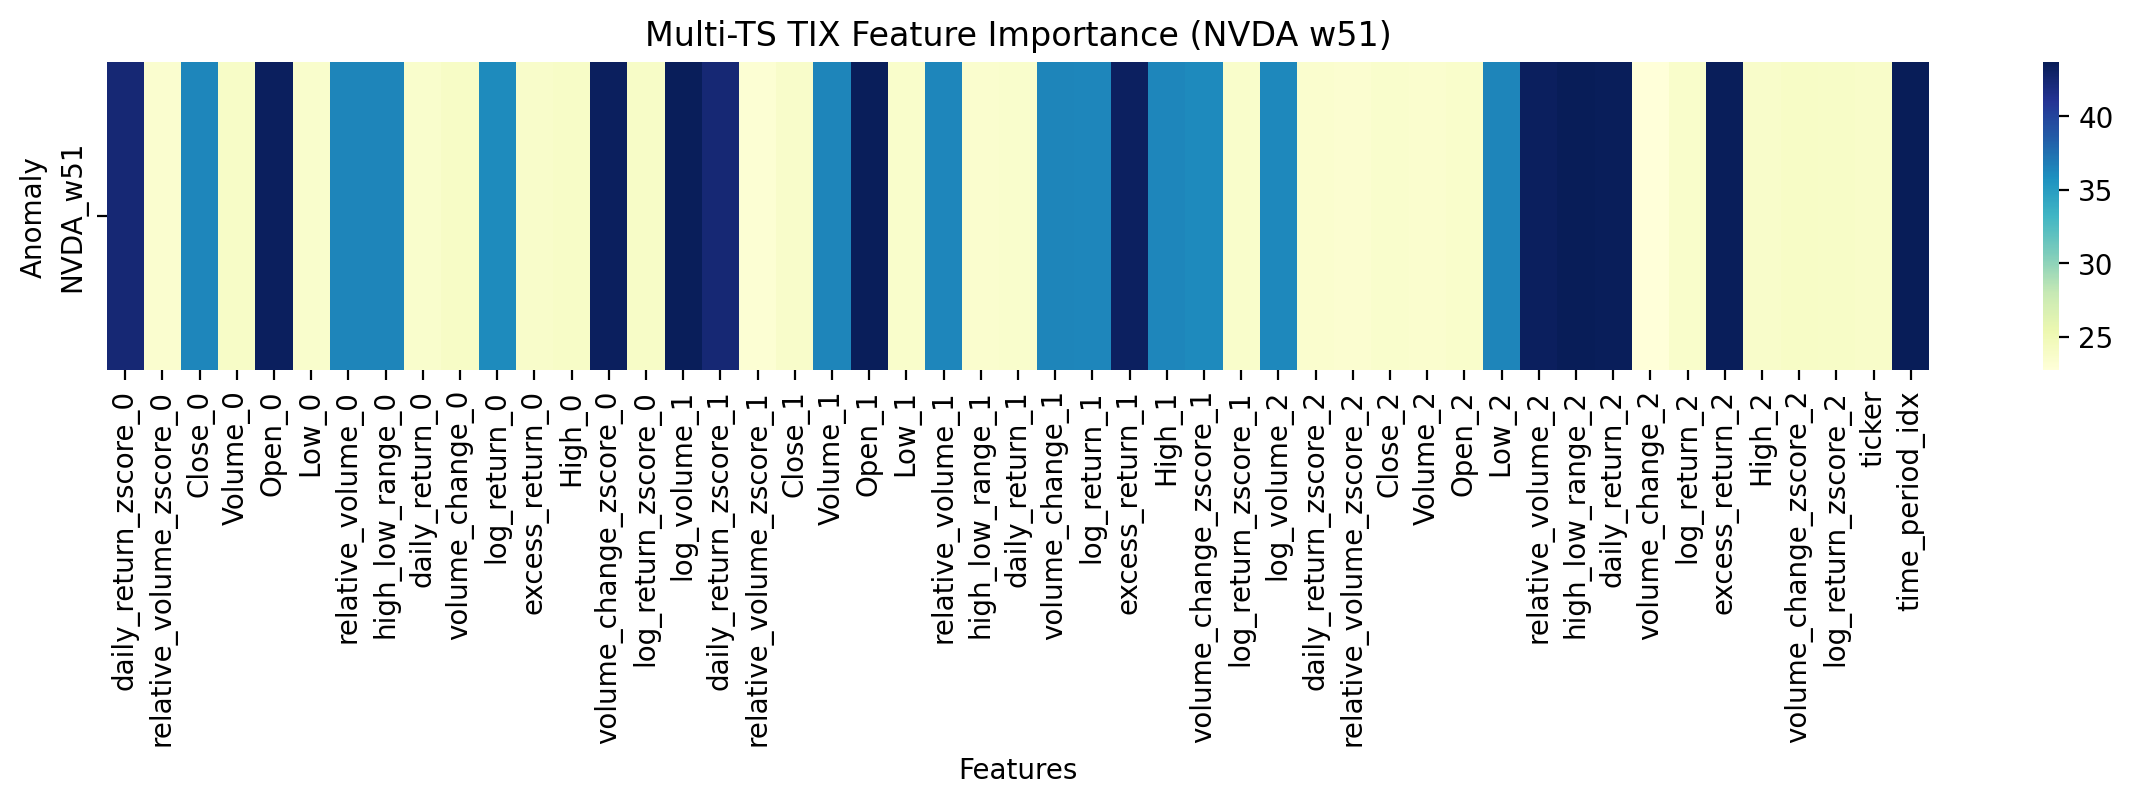 Multi-TS TIX Feature Importance (NVDA w51)
Anomaly
NVDA_w51
40
35
30
25
daily_return_zscore_0
relative_volume_zscore_0
Close_0
Volume_0
Open_0
Low_0
relative_volume_0
high_low_range_0
daily_return_0
volume_change_0
log_return_0
excess_return_0
High_0
volume_change_zscore_0
log_return_zscore_0
log_volume_1
daily_return_zscore_1
relative_volume_zscore_1
Close_1
Volume_1
Open_1
Low_1
relative_volume_1
high_low_range_1
daily_return_1
volume_change_1
log_return_1
excess_return_1
High_1
volume_change_zscore_1
log_return_zscore_1
log_volume_2
daily_return_zscore_2
relative_volume_zscore_2
Close_2
Volume_2
Open_2
Low_2
relative_volume_2
high_low_range_2
daily_return_2
volume_change_2
log_return_2
excess_return_2
High_2
volume_change_zscore_2
log_return_zscore_2
ticker
time_period_idx
Features